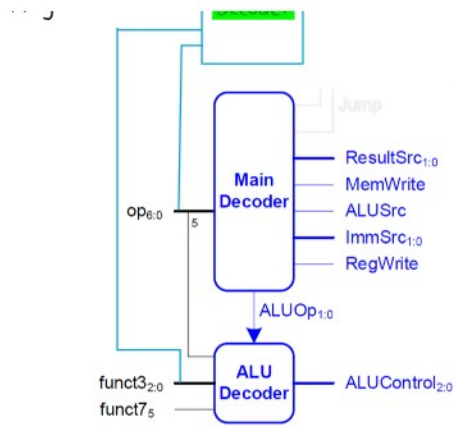 Jump
ResultSrc1:0
Main Decoder
MemWrite
op6:0
5
ALUSrc
ImmSrc1:0
RegWrite
ALUOp1:0
ALU Decoder
funct32:0
ALUControl2:0
funct75